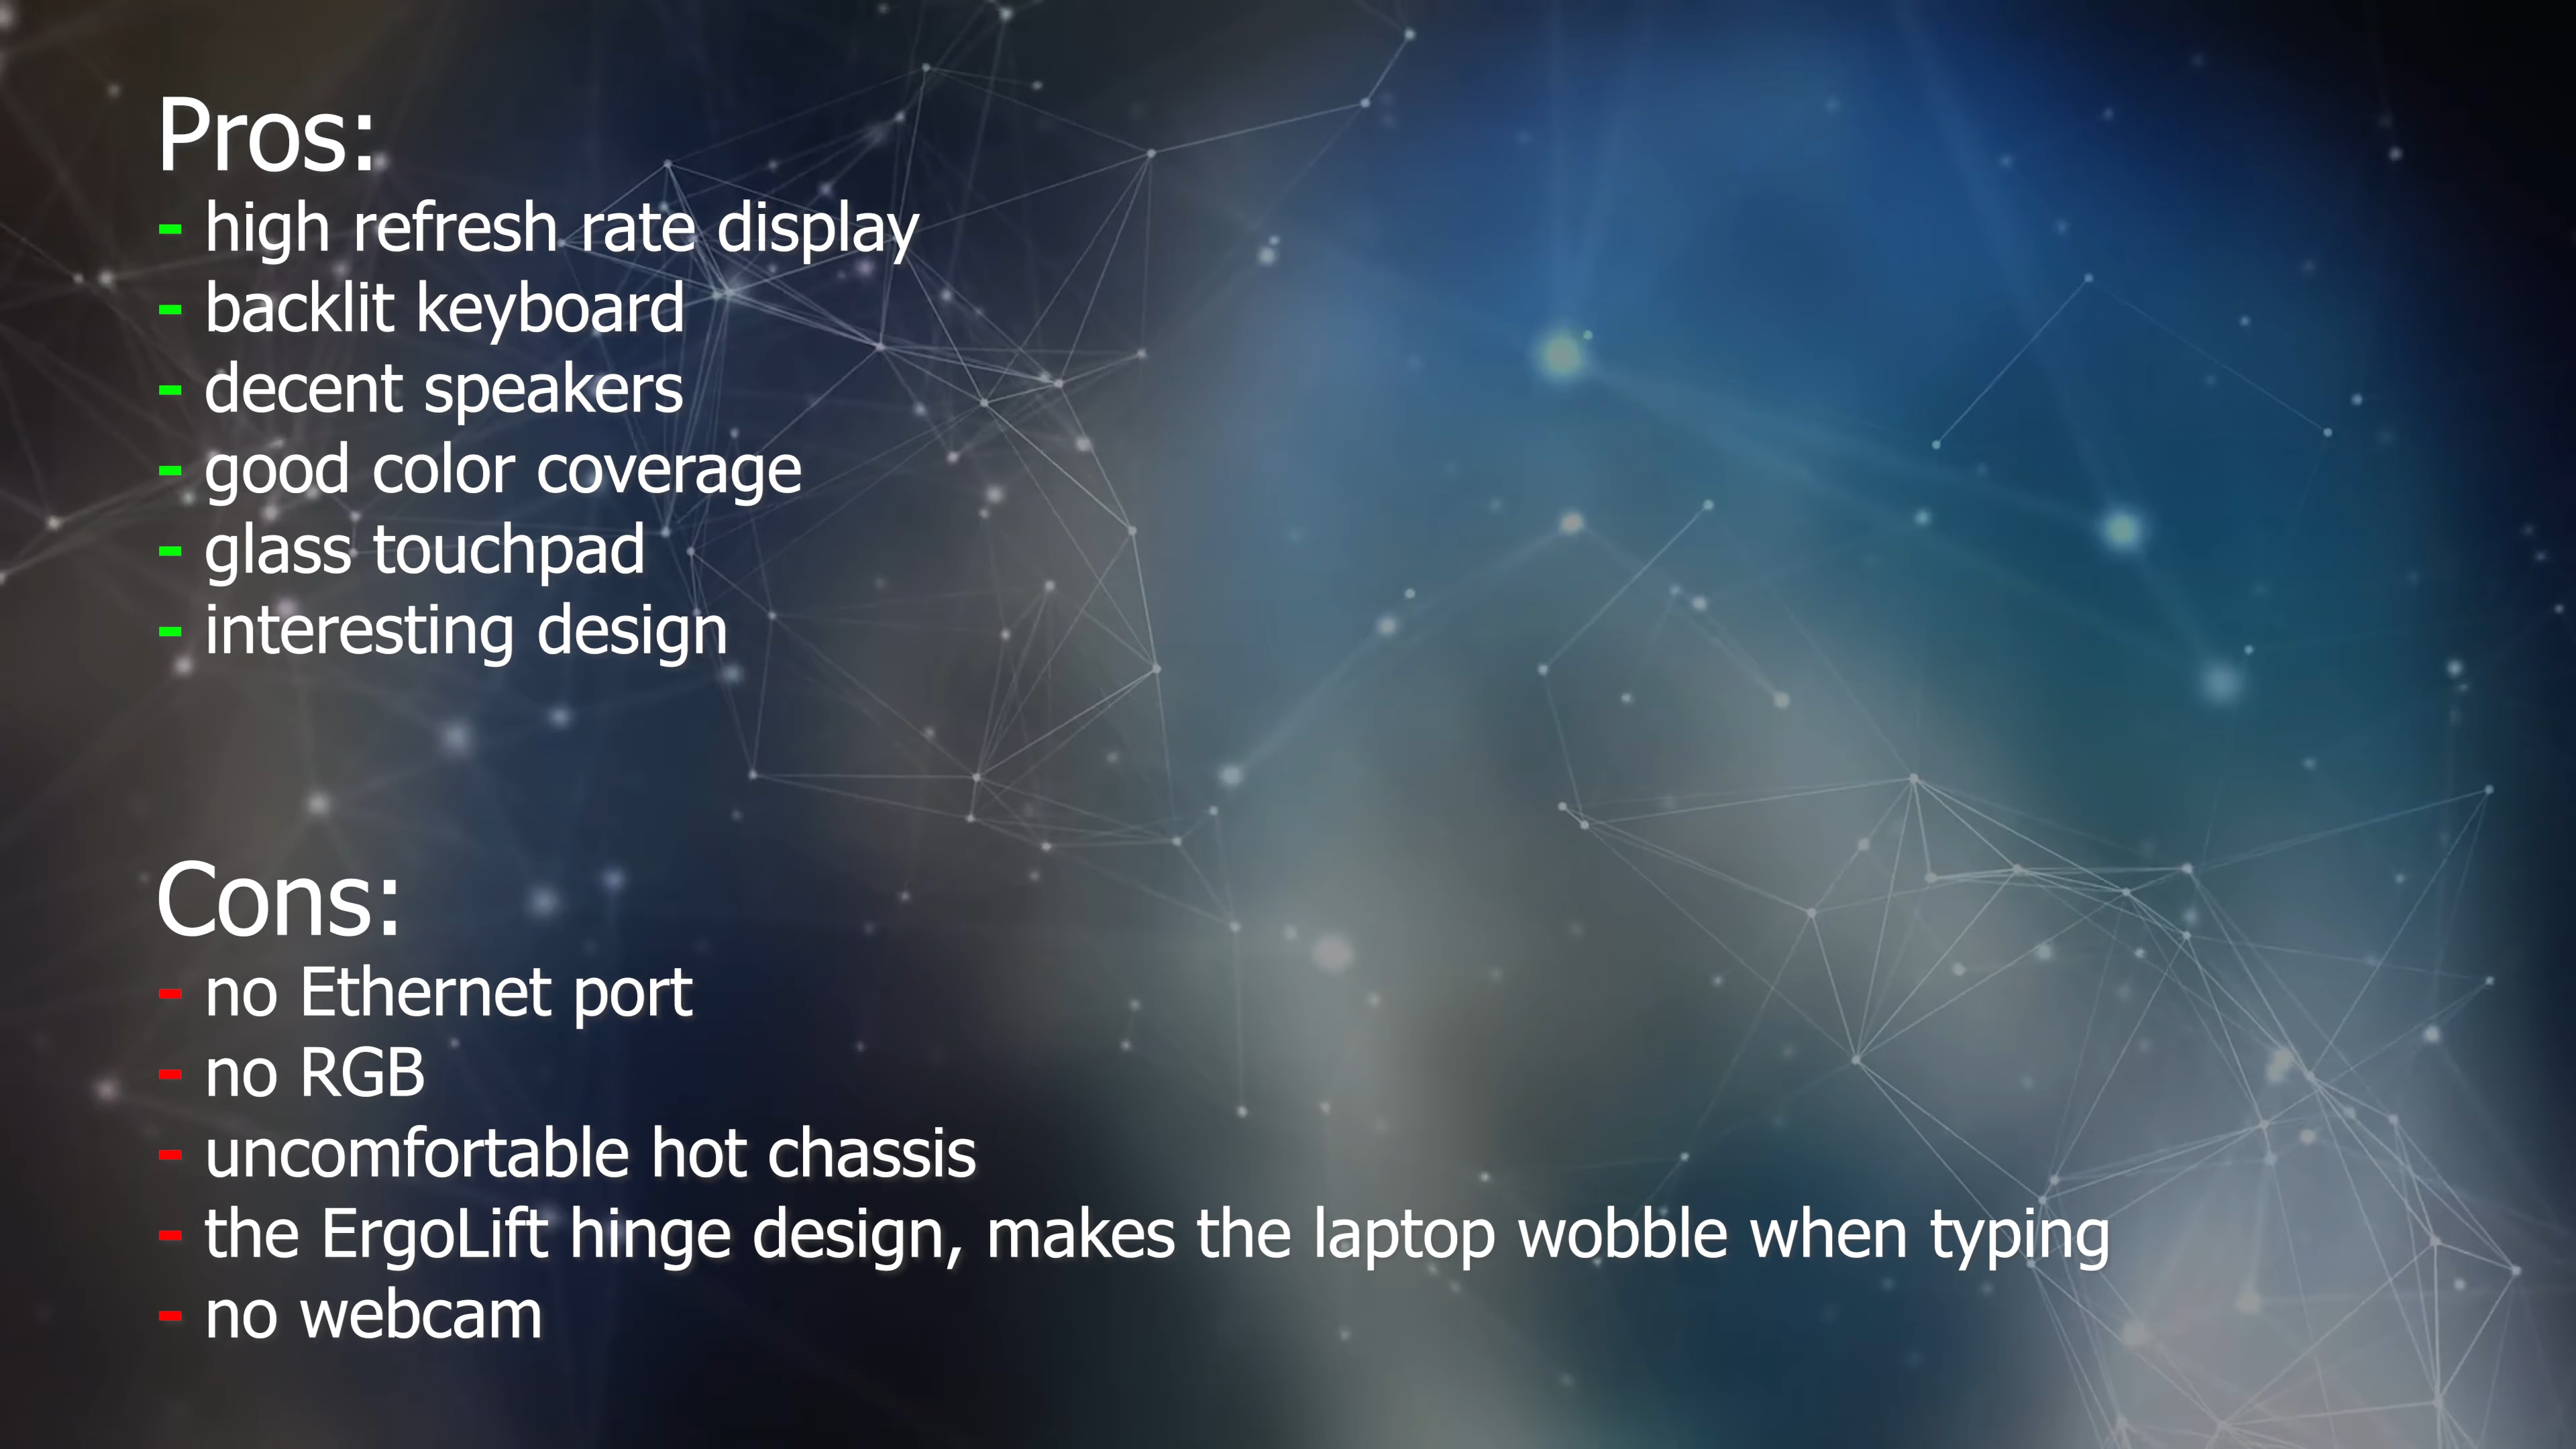 Pros:
- high refresh rate display
- backlit keyboard
- decent speakers
- good color coverage
- glass touchpad
- interesting design
Cons:
- no Ethernet port
- no RGB
- uncomfortable hot chassis
- the ErgoLift hinge design, makes the laptop wobble when typing
- no webcam